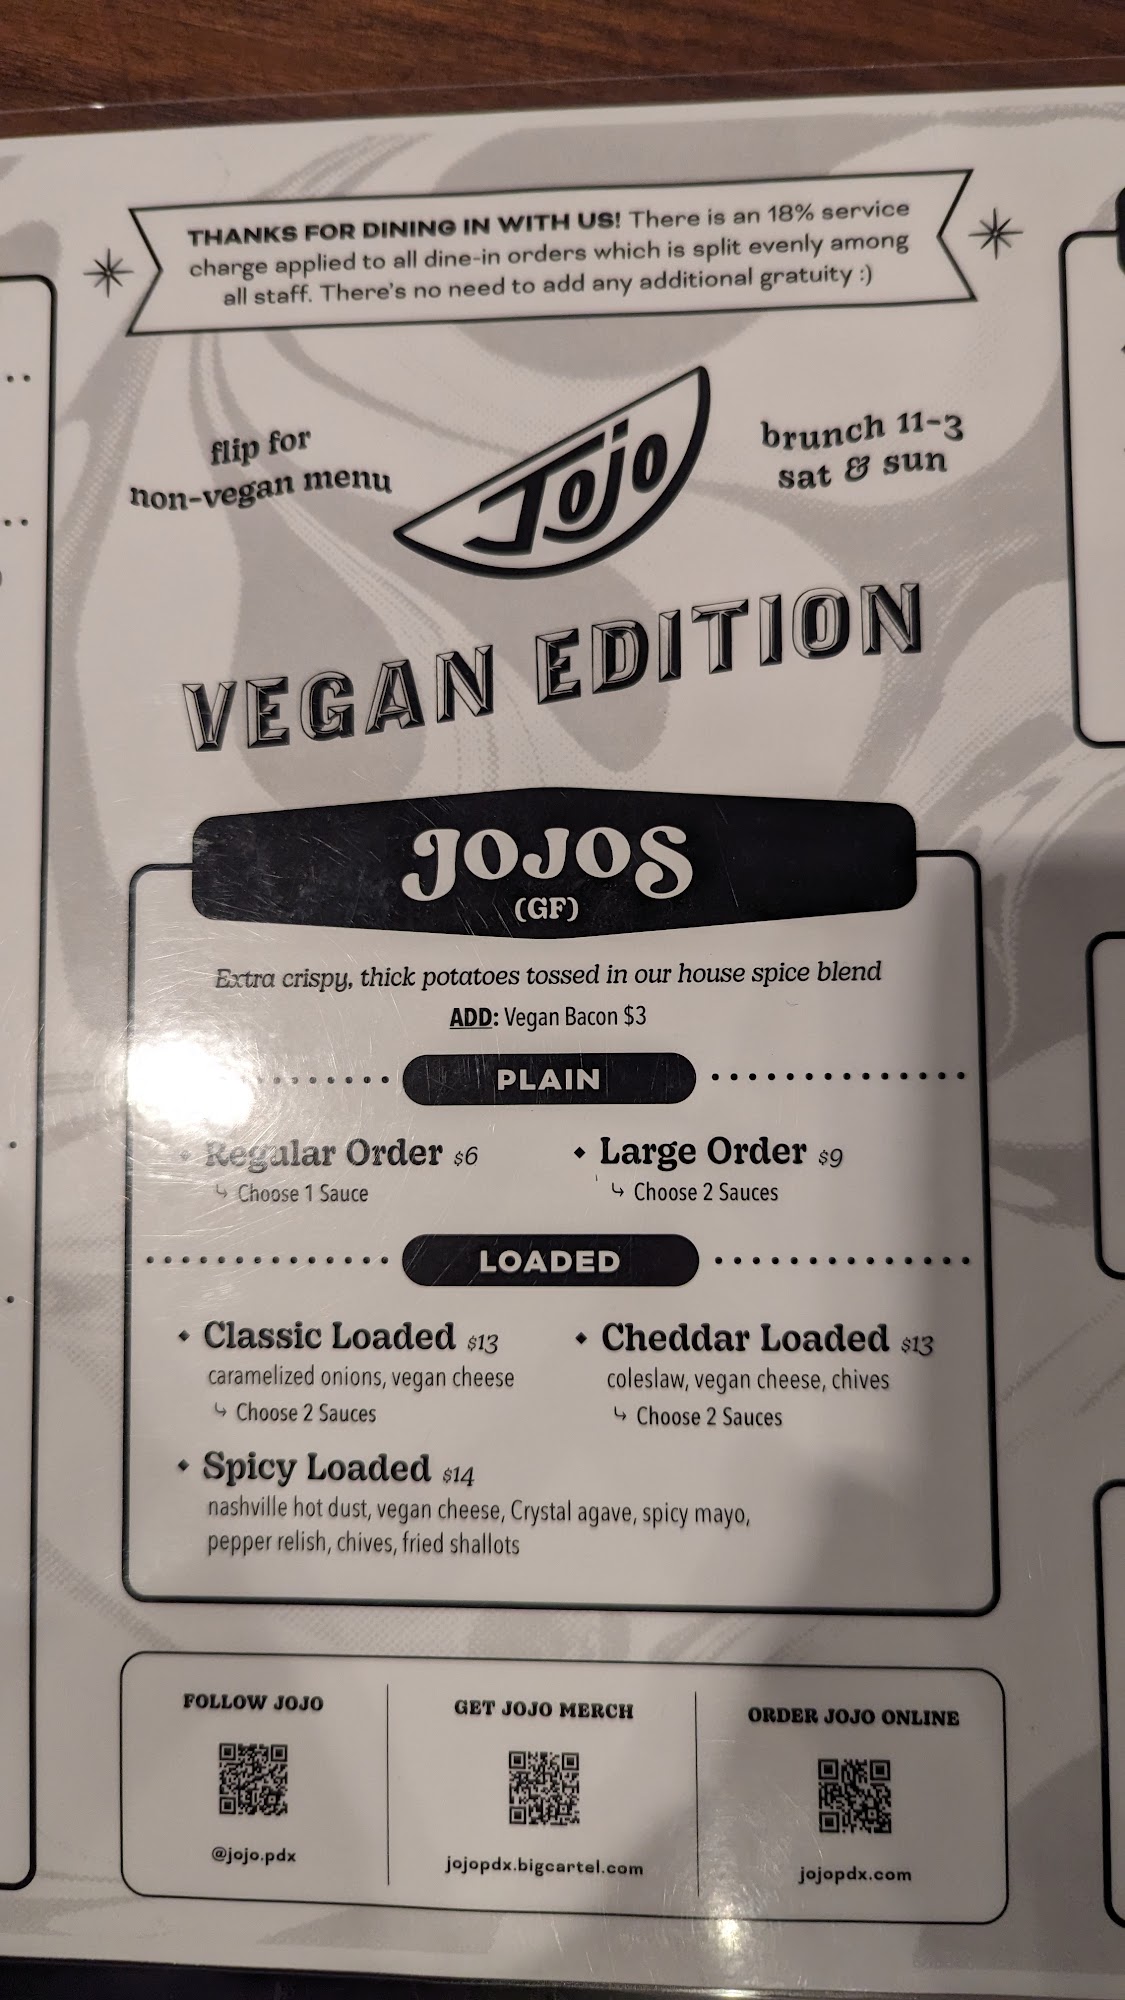 THANKS FOR DINING IN WITH US! There is an 18% service
charge applied to all dine-in orders which is split evenly among
all staff. There's no need to add any additional gratuity :)
flip for
non-vegan menu
Jojo
brunch 11-3
sat & sun
VEGAN EDITION
JOJOS
(GF)
Extra crispy, thick potatoes tossed in our house spice blend
ADD: Vegan Bacon $3
PLAIN
Regular Order $6
Choose 1 Sauce
Large Order $9
Choose 2 Sauces
LOADED
Classic Loaded $13
caramelized onions, vegan cheese
Choose 2 Sauces
Cheddar Loaded $13
coleslaw, vegan cheese, chives
Choose 2 Sauces
Spicy Loaded $14
nashville hot dust, vegan cheese, Crystal agave, spicy mayo,
pepper relish, chives, fried shallots
FOLLOW JOJO
@jojo.pdx
GET JOJO MERCH
jojopdx.bigcartel.com
ORDER JOJO ONLINE
jojopdx.com